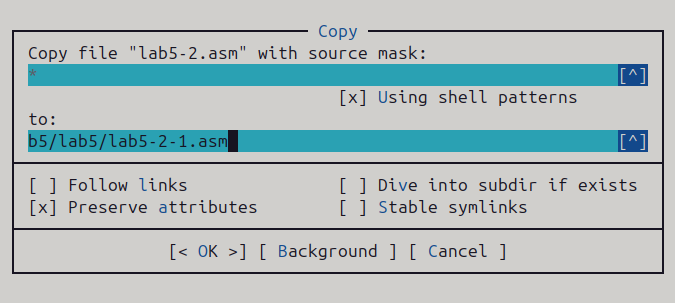 Copy
Copy file "lab5-2.asm" with source mask:
* [^]
[x] Using shell patterns
to:
b5/lab5/lab5-2-1.asm [^]
[ ] Follow links [ ] Dive into subdir if exists
[x] Preserve attributes [ ] Stable symlinks
[< OK >] [ Background ] [ Cancel ]